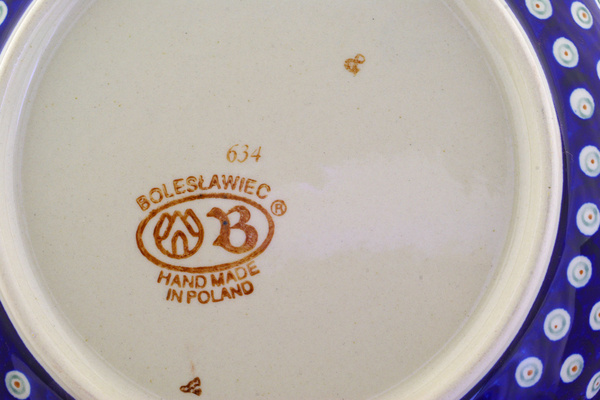 634
BOLESŁAWIEC ®
B
HAND MADE
IN POLAND